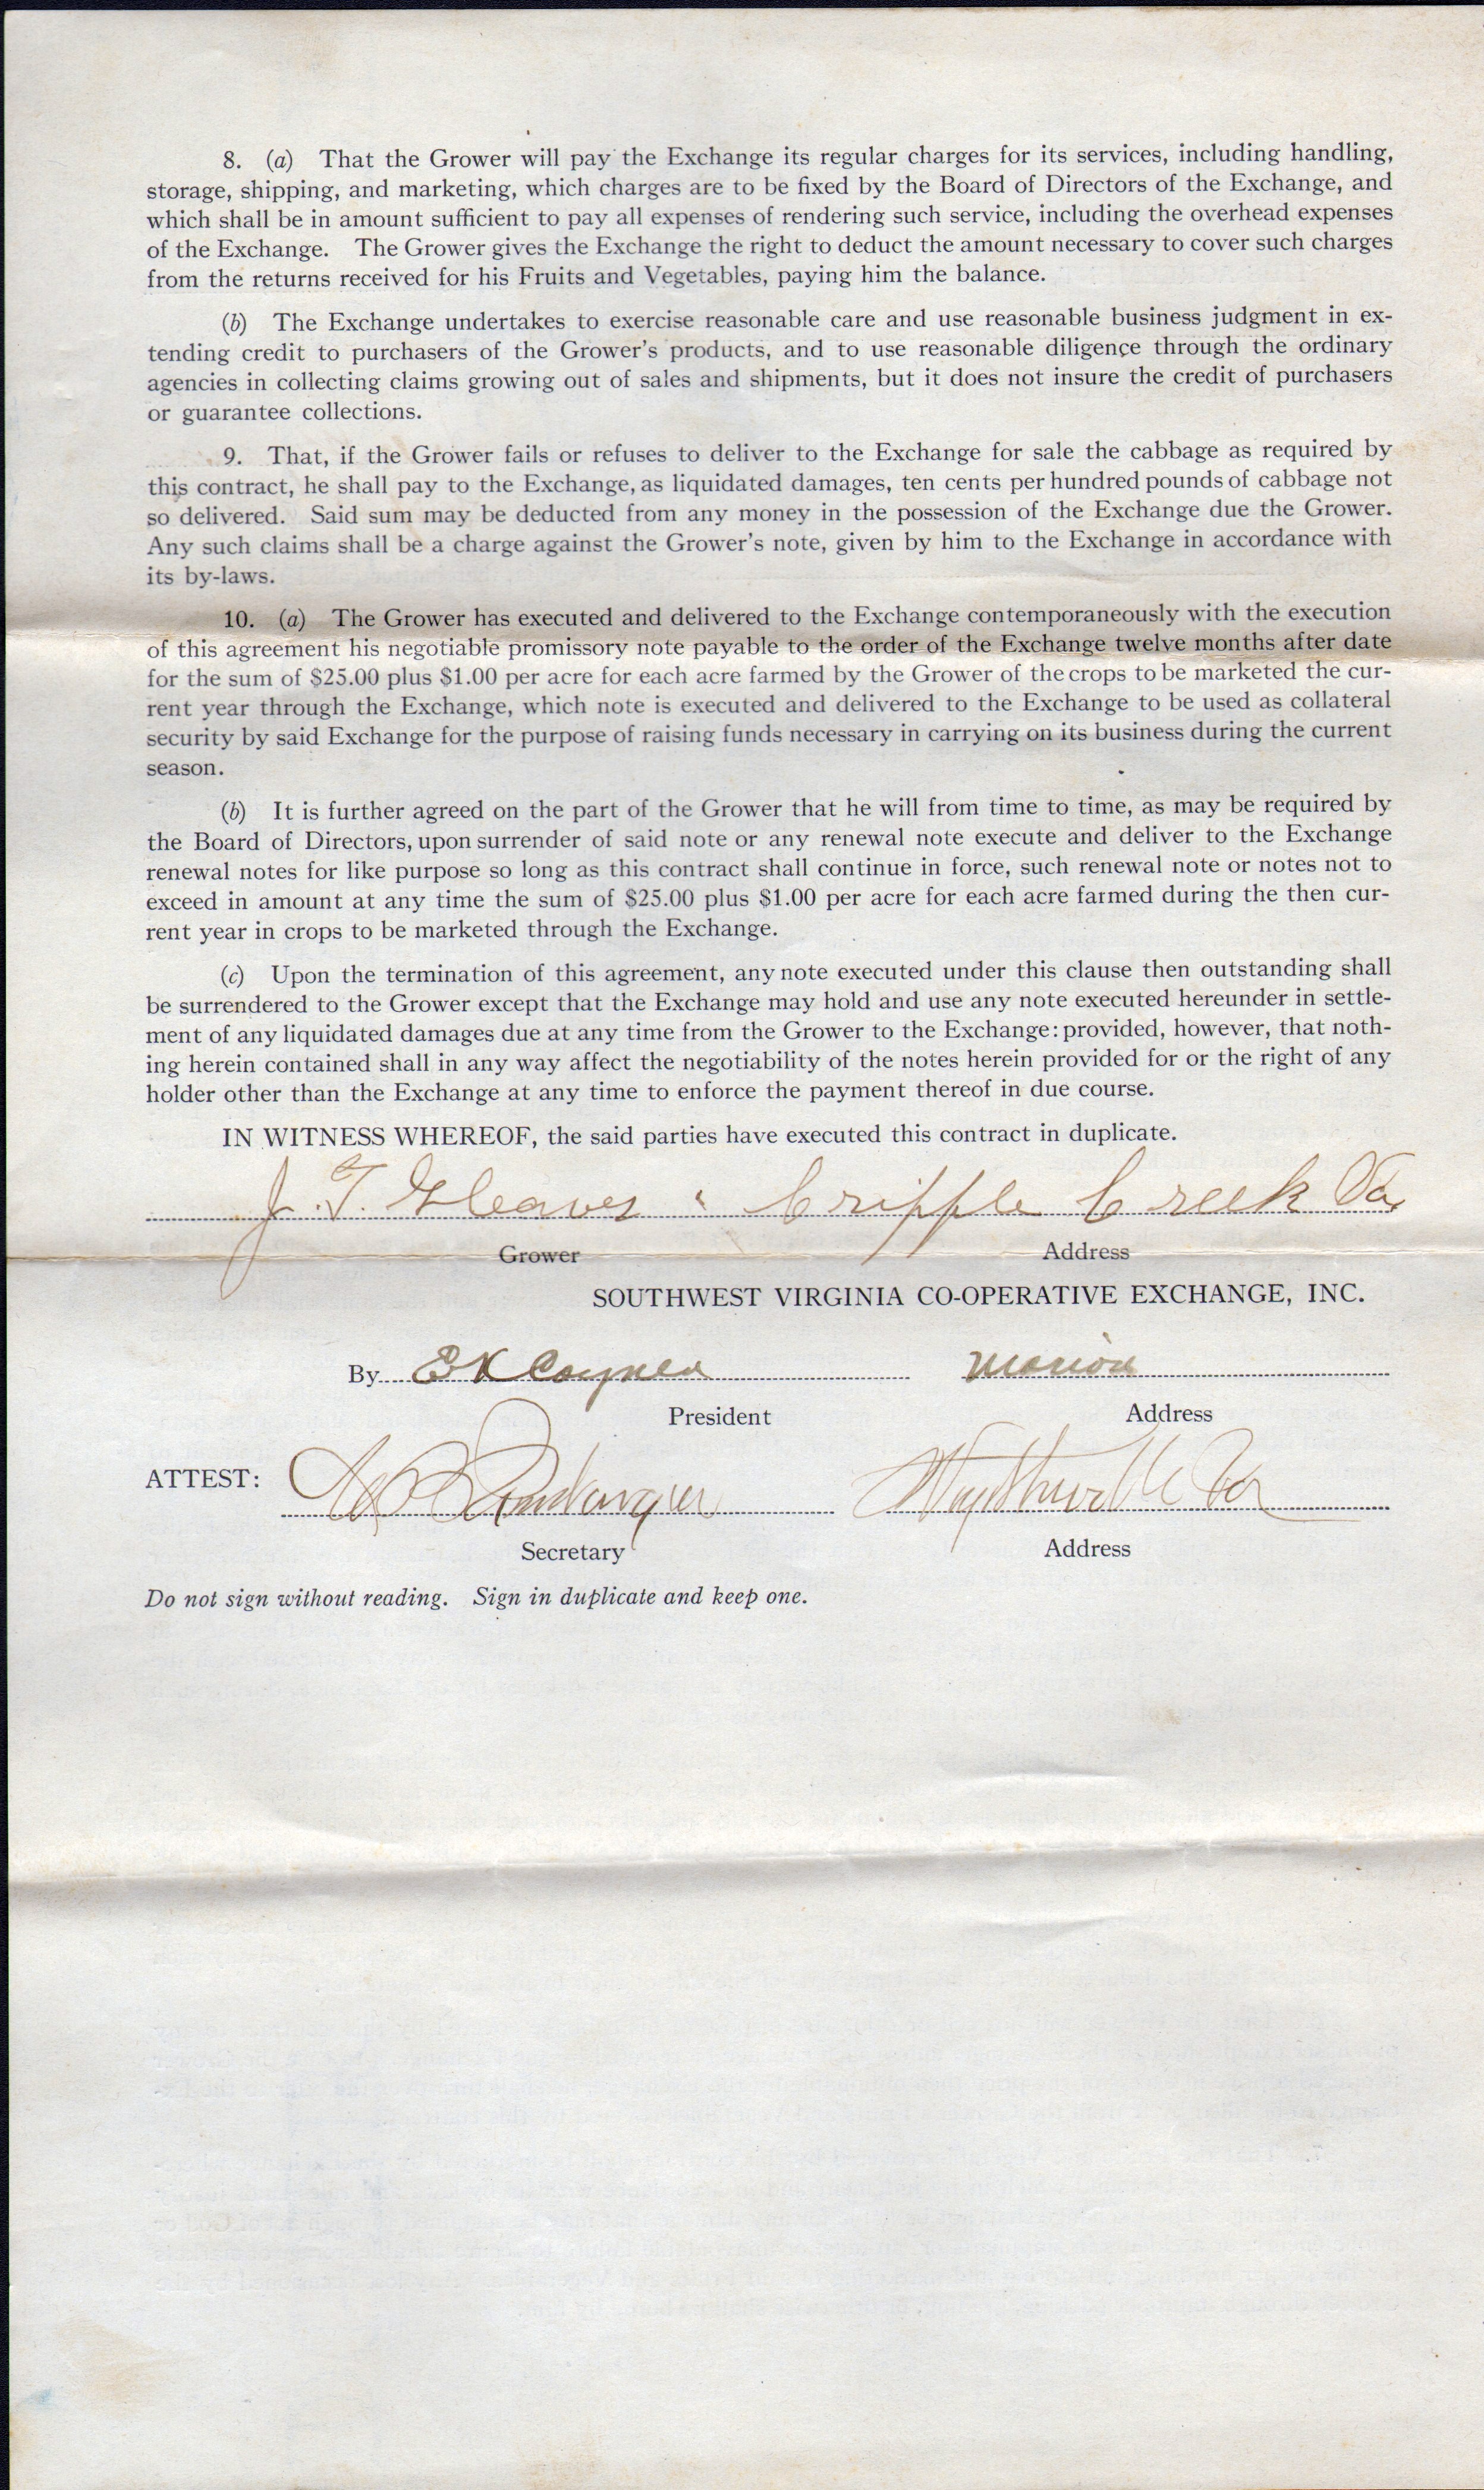 8. (a) That the Grower will pay the Exchange its regular charges for its services, including handling,
storage, shipping, and marketing, which charges are to be fixed by the Board of Directors of the Exchange, and
which shall be in amount sufficient to pay all expenses of rendering such service, including the overhead expenses
of the Exchange. The Grower gives the Exchange the right to deduct the amount necessary to cover such charges
from the returns received for his Fruits and Vegetables, paying him the balance.
(b) The Exchange undertakes to exercise reasonable care and use reasonable business judgment in ex-
tending credit to purchasers of the Grower's products, and to use reasonable diligence through the ordinary
agencies in collecting claims growing out of sales and shipments, but it does not insure the credit of purchasers
or guarantee collections.
9. That, if the Grower fails or refuses to deliver to the Exchange for sale the cabbage as required by
this contract, he shall pay to the Exchange, as liquidated damages, ten cents per hundred pounds of cabbage not
so delivered. Said sum may be deducted from any money in the possession of the Exchange due the Grower.
Any such claims shall be a charge against the Grower's note, given by him to the Exchange in accordance with
its by-laws.
10. (a) The Grower has executed and delivered to the Exchange contemporaneously with the execution
of this agreement his negotiable promissory note payable to the order of the Exchange twelve months after date
for the sum of $25.00 plus $1.00 per acre for each acre farmed by the Grower of the crops to be marketed the cur-
rent year through the Exchange, which note is executed and delivered to the Exchange to be used as collateral
security by said Exchange for the purpose of raising funds necessary in carrying on its business during the current
season.
(b) It is further agreed on the part of the Grower that he will from time to time, as may be required by
the Board of Directors, upon surrender of said note or any renewal note execute and deliver to the Exchange
renewal notes for like purpose so long as this contract shall continue in force, such renewal note or notes not to
exceed in amount at any time the sum of $25.00 plus $1.00 per acre for each acre farmed during the then cur-
rent year in crops to be marketed through the Exchange.
(c) Upon the termination of this agreement, any note executed under this clause then outstanding shall
be surrendered to the Grower except that the Exchange may hold and use any note executed hereunder in settle-
ment of any liquidated damages due at any time from the Grower to the Exchange: provided, however, that noth-
ing herein contained shall in any way affect the negotiability of the notes herein provided for or the right of any
holder other than the Exchange at any time to enforce the payment thereof in due course.
IN WITNESS WHEREOF, the said parties have executed this contract in duplicate.
J. T. Gleaves Cripple Creek Va.
Grower Address
SOUTHWEST VIRGINIA CO-OPERATIVE EXCHANGE, INC.
By E K Coyner Marion
President Address
ATTEST: Wytheville Va
Secretary Address
Do not sign without reading. Sign in duplicate and keep one.